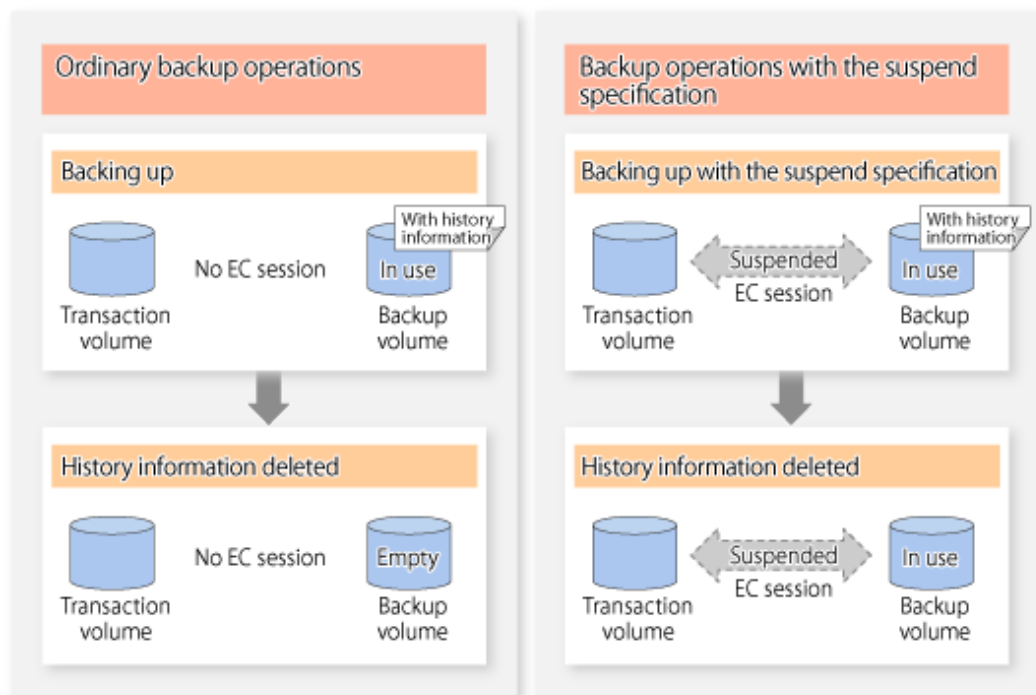 Ordinary backup operations
Backing up
With history
information
No EC session
In use
Transaction
volume
Backup
volume
History information deleted
No EC session
Empty
Transaction
volume
Backup
volume
Backup operations with the suspend
specification
Backing up with the suspend specification
With history
information
Suspended
EC session
In use
Transaction
volume
Backup
volume
History information deleted
Suspended
EC session
In use
Transaction
volume
Backup
volume